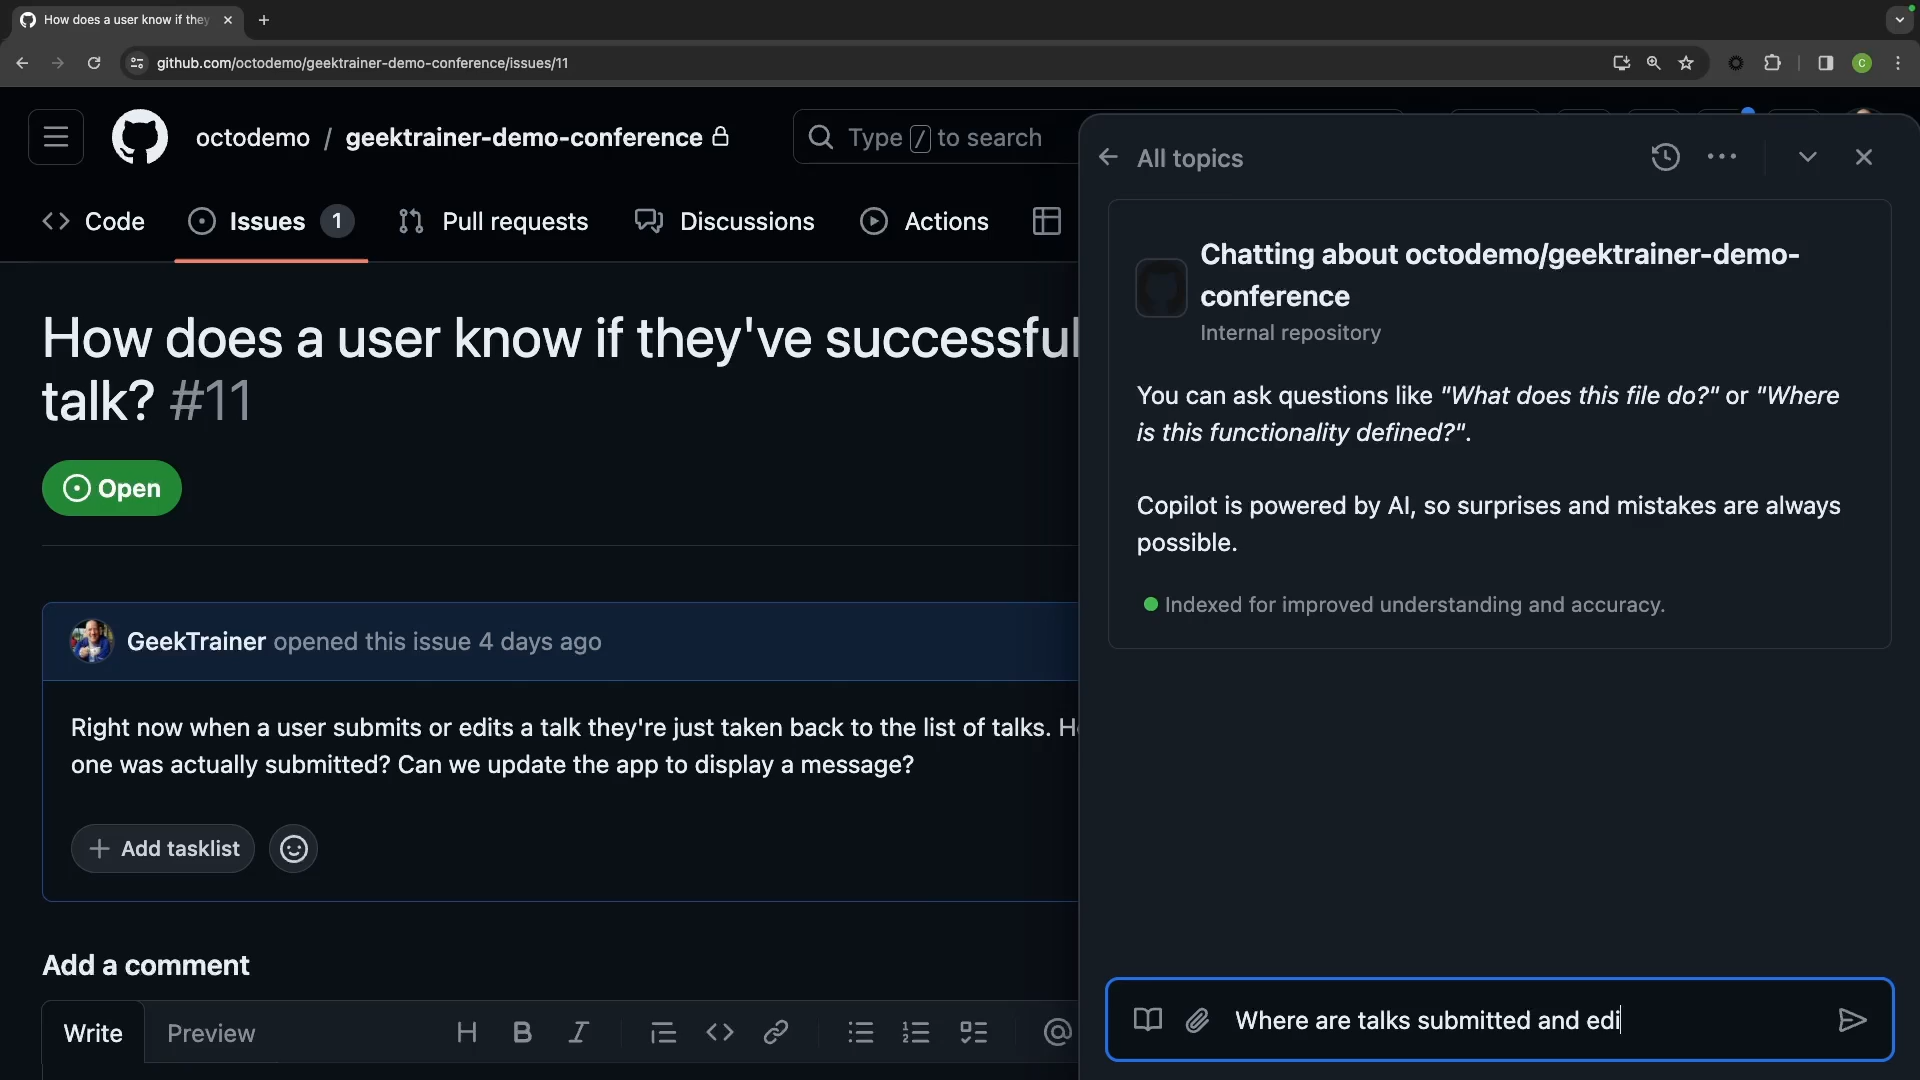 How does a user know if they
github.com/octodemo/geektrainer-demo-conference/issues/11
C
octodemo / geektrainer-demo-conference
Type / to search
Code
Issues 1
Pull requests
Discussions
Actions
How does a user know if they've successful
talk? #11
Open
GeekTrainer opened this issue 4 days ago
Right now when a user submits or edits a talk they're just taken back to the list of talks. H
one was actually submitted? Can we update the app to display a message?
Add tasklist
Add a comment
Write
Preview
All topics
Chatting about octodemo/geektrainer-demo-
conference
Internal repository
You can ask questions like "What does this file do?" or "Where
is this functionality defined?".
Copilot is powered by AI, so surprises and mistakes are always
possible.
Indexed for improved understanding and accuracy.
Where are talks submitted and edi